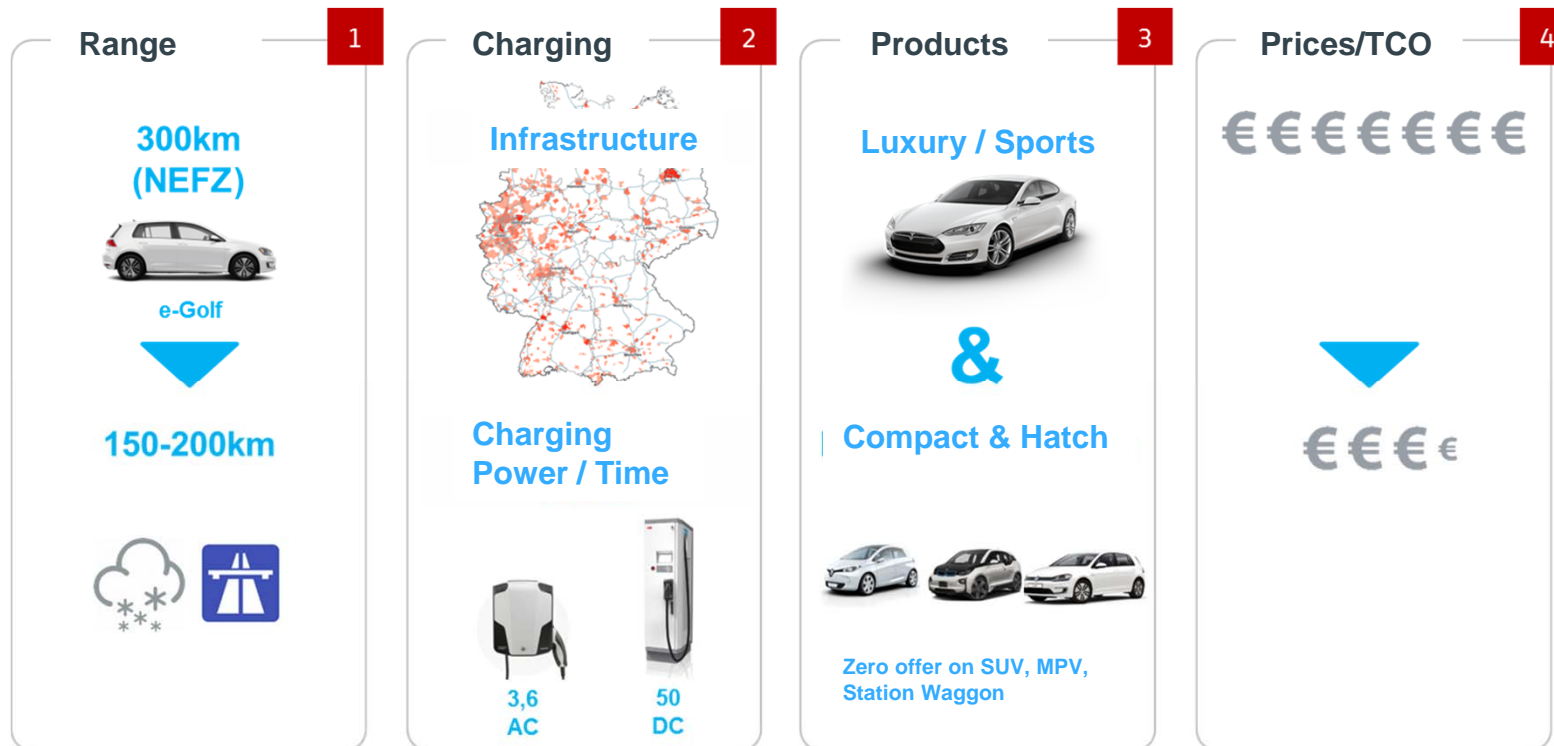 Range
1
300km
(NEFZ)
e-Golf
150-200km
Charging
2
Infrastructure
Charging
Power / Time
3,6
AC
50
DC
Products
3
Luxury / Sports
&
Compact & Hatch
Zero offer on SUV, MPV,
Station Waggon
Prices/TCO
4
€€€€€€€
€€€€